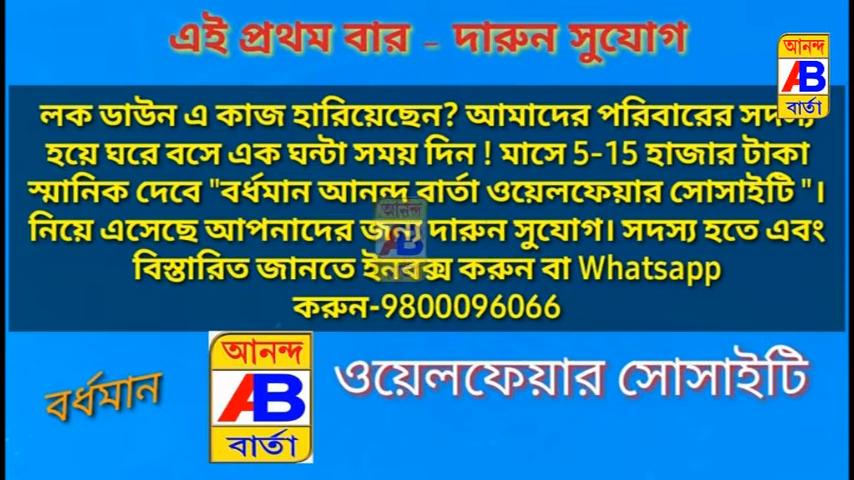 এই প্রথম বার - দারুন সুযোগ
আনন্দ
AB
বার্তা
লক ডাউন এ কাজ হারিয়েছেন? আমাদের পরিবারের সদস্য
হয়ে ঘরে বসে এক ঘন্টা সময় দিন ! মাসে 5-15 হাজার টাকা
স্মানিক দেবে "বর্ধমান আনন্দ বার্তা ওয়েলফেয়ার সোসাইটি "।
নিয়ে এসেছে আপনাদের জন্য দারুন সুযোগ। সদস্য হতে এবং
বিস্তারিত জানতে ইনবক্স করুন বা Whatsapp
করুন-9800096066
আনন্দ
AB
বর্ধমান
আনন্দ
AB
বার্তা
ওয়েলফেয়ার সোসাইটি